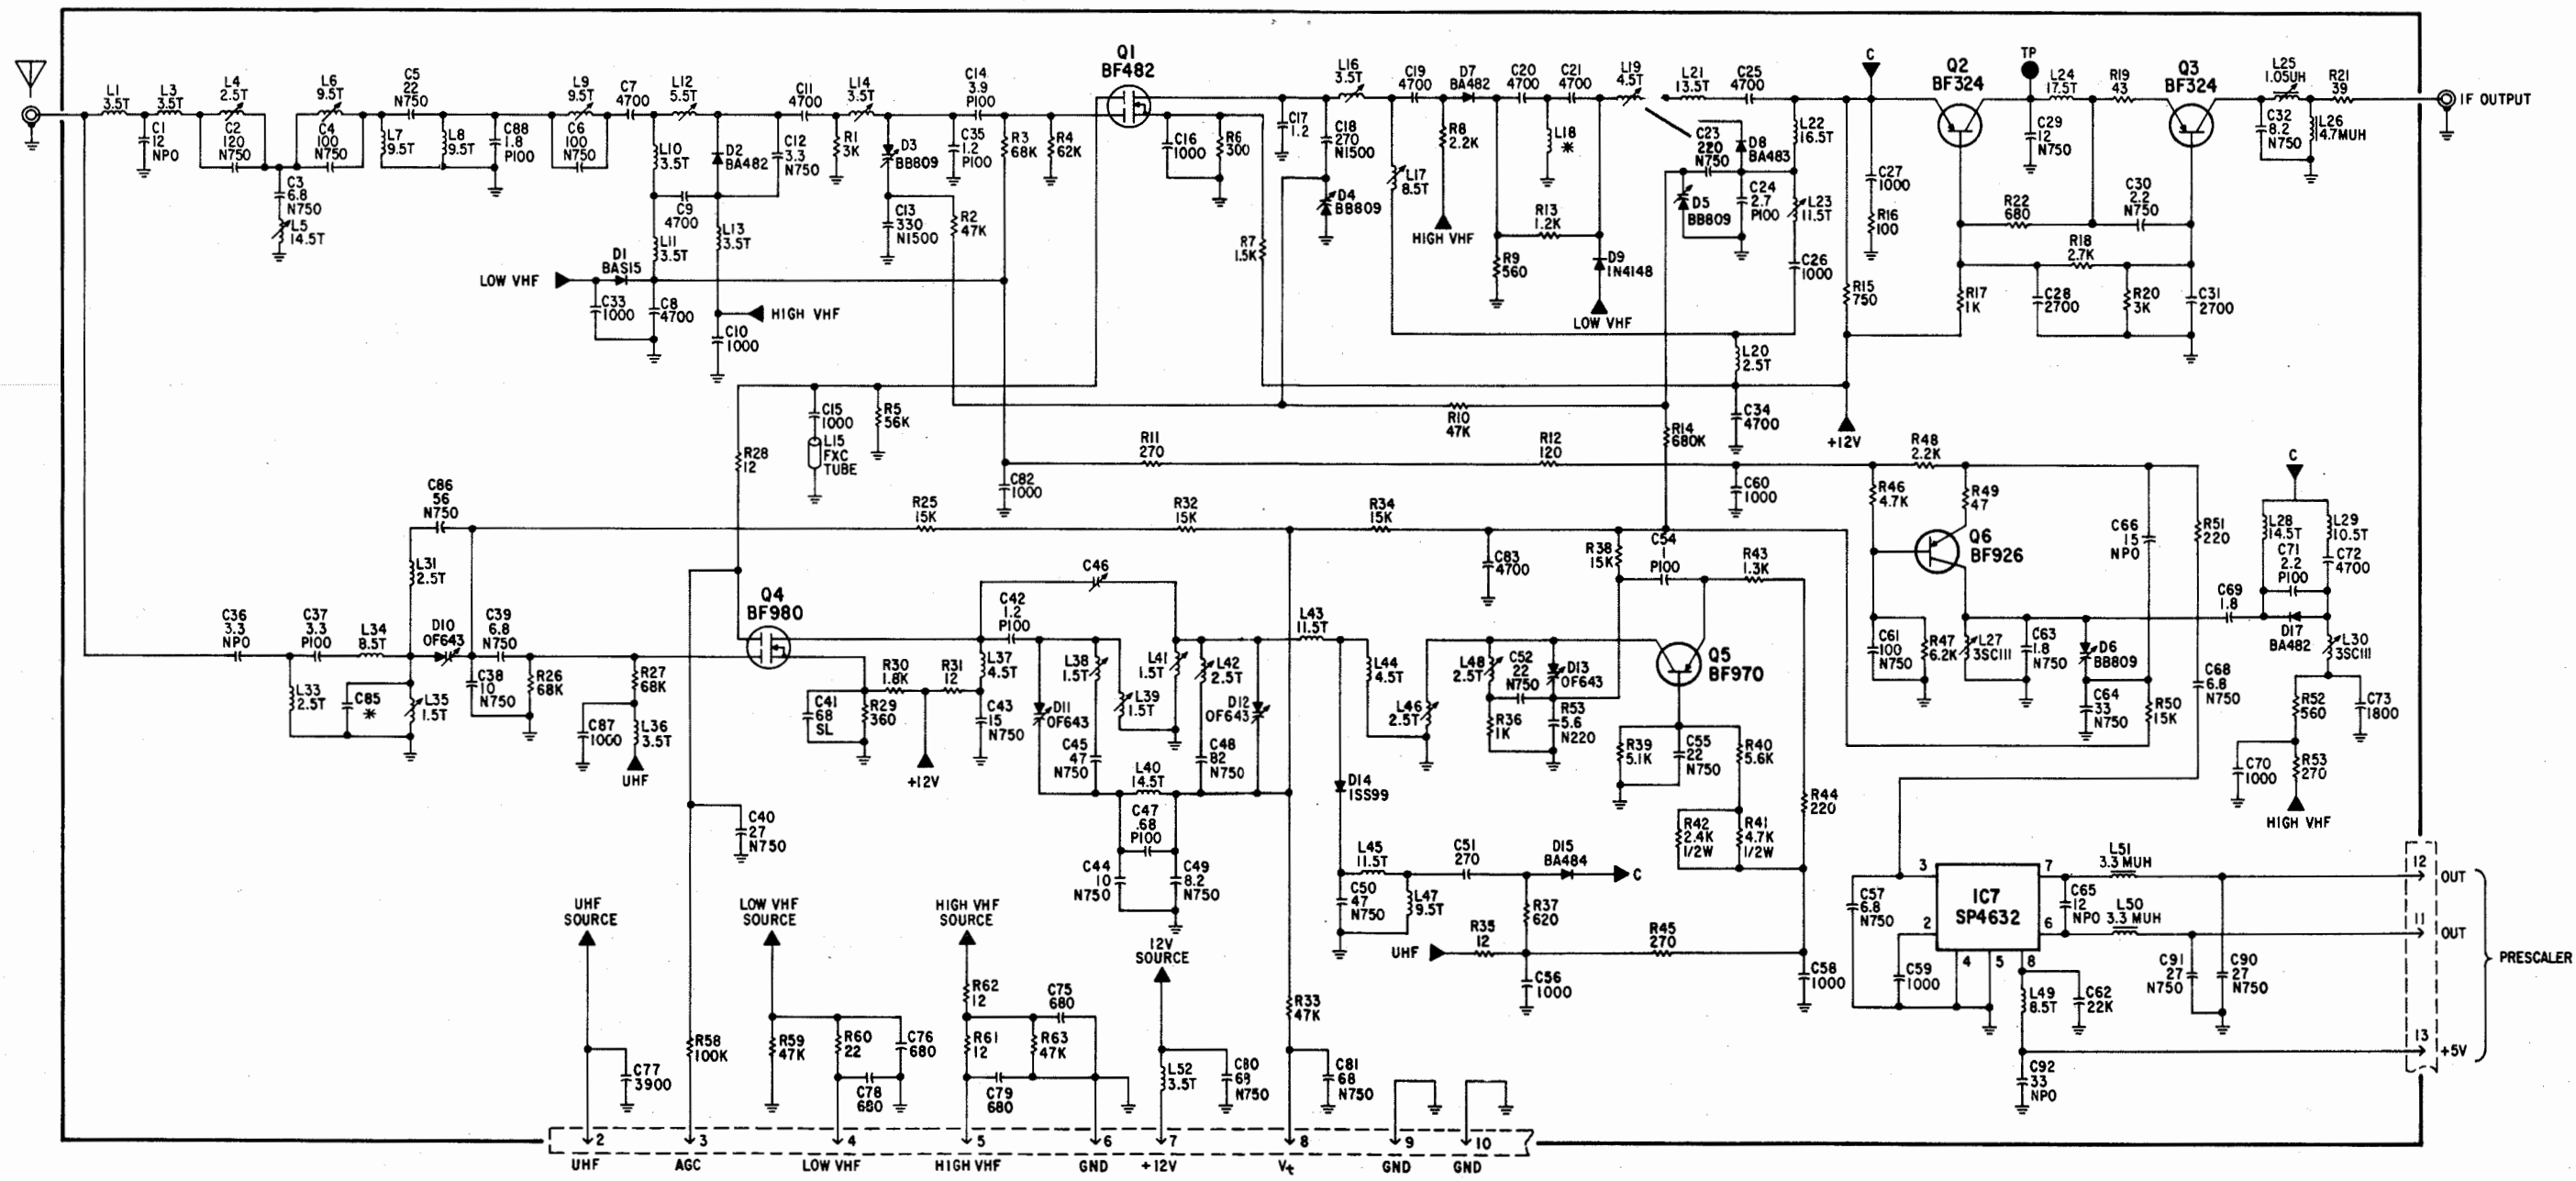 L1
3.5T
C1
12
NPO
L3
3.5T
L4
2.5T
C2
120
N750
C3
6.8
N750
L5
14.5T
L6
9.5T
C4
100
N750
C5
22
N750
L7
9.5T
L8
9.5T
C88
1.8
P100
L9
9.5T
C6
100
N750
C7
4700
L12
5.5T
L10
3.5T
D2
BA482
C12
3.3
N750
C9
4700
L11
3.5T
L13
3.5T
D1
BAS15
LOW VHF
C33
1000
C8
4700
HIGH VHF
C10
1000
C11
4700
R1
3K
L14
3.5T
D3
BB809
C13
330
N1500
C14
3.9
P100
C35
1.2
P100
R2
47K
R3
68K
R4
62K
Q1
BF482
C16
1000
R6
300
R7
1.5K
C17
1.2
C18
270
N1500
D4
BB809
L16
3.5T
C19
4700
D7
BA482
C20
4700
C21
4700
L19
4.5T
L21
13.5T
C25
4700
L17
8.5T
R8
2.2K
HIGH VHF
L18
*
R13
1.2K
R9
560
D9
1N4148
LOW VHF
C23
220
N750
D8
BA483
D5
BB809
C24
2.7
P100
L22
16.5T
L23
11.5T
C26
1000
R15
750
C
C27
1000
R16
100
Q2
BF324
TP
C29
12
N750
L24
17.5T
R19
43
Q3
BF324
L25
1.05UH
R21
39
IF OUTPUT
C32
8.2
N750
L26
4.7MUH
R22
680
C30
2.2
N750
R18
2.7K
R17
1K
C28
2700
R20
3K
C31
2700
L20
2.5T
C34
4700
+12V
C15
1000
L15
FXC
TUBE
R5
56K
R28
12
R10
47K
R14
680K
R11
270
R12
120
C82
1000
C60
1000
R48
2.2K
R46
4.7K
R49
47
Q6
BF926
C66
15
NPO
R51
220
C
L28
14.5T
L29
10.5T
C71
2.2
P100
C72
4700
C86
56
N750
R25
15K
R32
15K
R34
15K
C83
4700
R38
15K
C54
1
P100
R43
1.3K
L31
2.5T
C46
Q4
BF980
C36
3.3
NPO
C37
3.3
P100
L34
8.5T
D10
OF643
C39
6.8
N750
L33
2.5T
C85
*
L35
1.5T
C38
10
N750
R26
68K
R27
68K
C87
1000
L36
3.5T
UHF
C41
68
SL
R30
1.8K
R29
360
R31
12
+12V
L37
4.5T
C43
15
N750
C42
1.2
P100
D11
OF643
L38
1.5T
C45
47
N750
L39
1.5T
L41
1.5T
L42
2.5T
D12
OF643
C48
82
N750
L40
14.5T
C47
.68
P100
C44
10
N750
C49
8.2
N750
L43
11.5T
L44
4.5T
L46
2.5T
L48
2.5T
C52
22
N750
D13
OF643
R36
1K
R53
5.6
N220
Q5
BF970
R39
5.1K
C55
22
N750
R40
5.6K
R42
2.4K
1/2W
R41
4.7K
1/2W
R44
220
D14
1SS99
L45
11.5T
C51
270
D15
BA484
C
C50
47
N750
L47
9.5T
R37
620
UHF
R35
12
R45
270
C56
1000
C58
1000
C61
100
N750
R47
6.2K
L27
3SC111
C63
1.8
N750
D6
BB809
C64
33
N750
R50
15K
C68
6.8
N750
C69
1.8
D17
BA482
L30
3SC111
R52
560
C73
1800
C70
1000
R53
270
HIGH VHF
C40
27
N750
UHF
SOURCE
C77
3900
R58
100K
LOW VHF
SOURCE
R59
47K
R60
22
C76
680
C78
680
HIGH VHF
SOURCE
R62
12
C75
680
R61
12
R63
47K
C79
680
12V
SOURCE
L52
3.5T
C80
68
N750
R33
47K
C81
68
N750
C57
6.8
N750
C59
1000
IC7
SP4632
3
2
4
5
8
7
6
L51
3.3 MUH
C65
12
NPO
L50
3.3 MUH
C91
27
N750
C90
27
N750
L49
8.5T
C62
22K
C92
33
NPO
12
OUT
11
OUT
13
+5V
PRESCALER
2
3
4
5
6
7
8
9
10
UHF
AGC
LOW VHF
HIGH VHF
GND
+12V
Vt
GND
GND